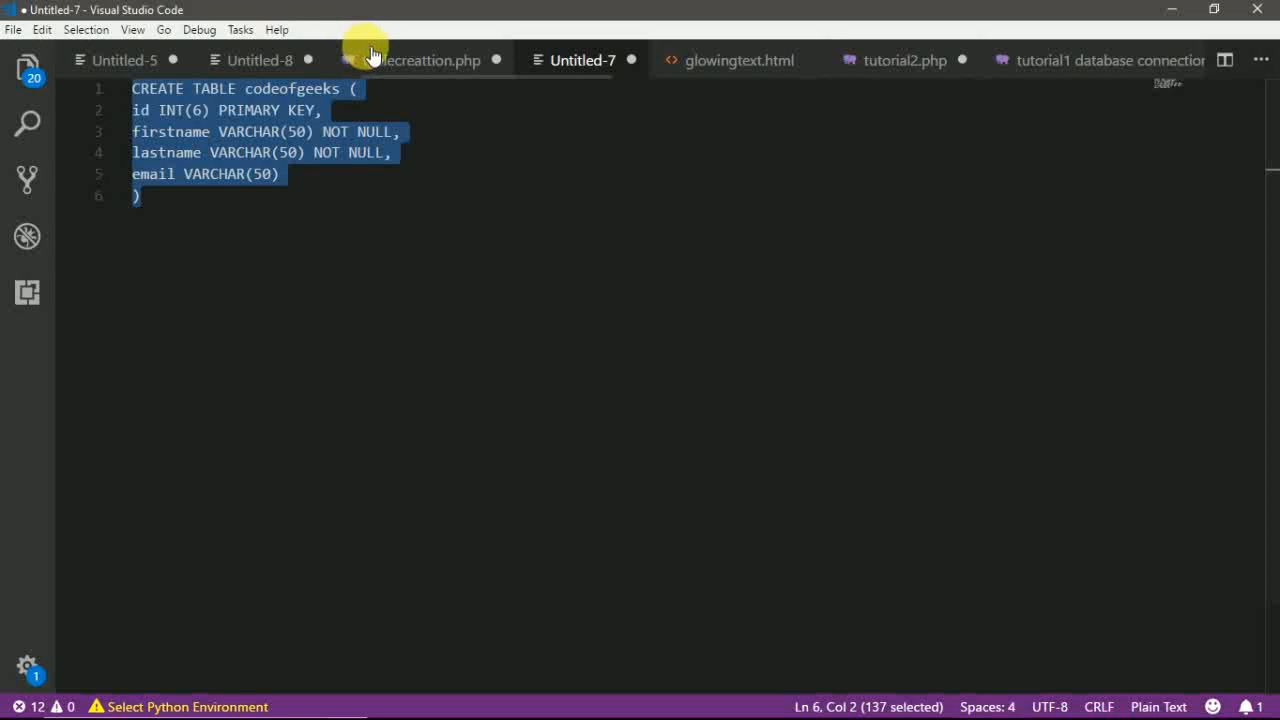 ● Untitled-7 - Visual Studio Code
File Edit Selection View Go Debug Tasks Help
Untitled-5 Untitled-8 lecreattion.php Untitled-7 glowingtext.html tutorial2.php tutorial1 database connection
20
1 CREATE TABLE codeofgeeks (
2 id INT(6) PRIMARY KEY,
3 firstname VARCHAR(50) NOT NULL,
4 lastname VARCHAR(50) NOT NULL,
5 email VARCHAR(50)
6 )
1
12 0 Select Python Environment Ln 6, Col 2 (137 selected) Spaces: 4 UTF-8 CRLF Plain Text 1